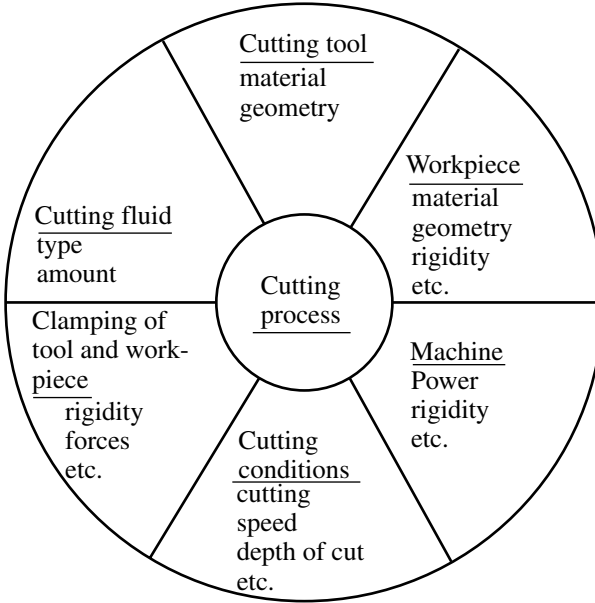 Cutting tool
material
geometry
Workpiece
material
geometry
rigidity
etc.
Machine
Power
rigidity
etc.
Cutting
conditions
cutting
speed
depth of cut
etc.
Clamping of
tool and work-
piece
rigidity
forces
etc.
Cutting fluid
type
amount
Cutting
process